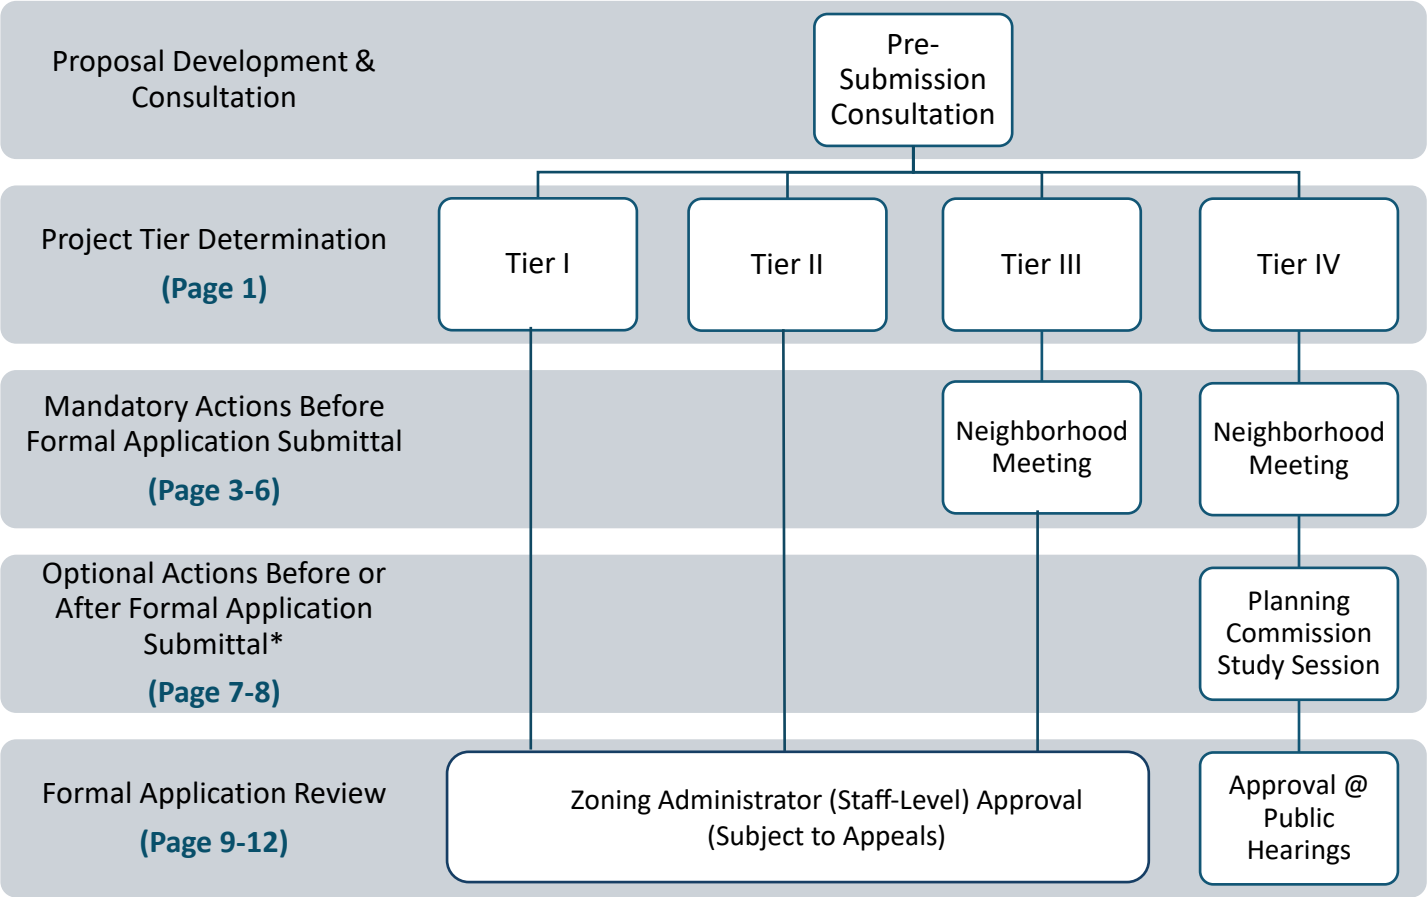 Proposal Development &
Consultation
Pre-
Submission
Consultation
Project Tier Determination
(Page 1)
Tier I
Tier II
Tier III
Tier IV
Mandatory Actions Before
Formal Application Submittal
(Page 3-6)
Neighborhood
Meeting
Neighborhood
Meeting
Optional Actions Before or
After Formal Application
Submittal*
(Page 7-8)
Planning
Commission
Study Session
Formal Application Review
(Page 9-12)
Zoning Administrator (Staff-Level) Approval
(Subject to Appeals)
Approval @
Public
Hearings